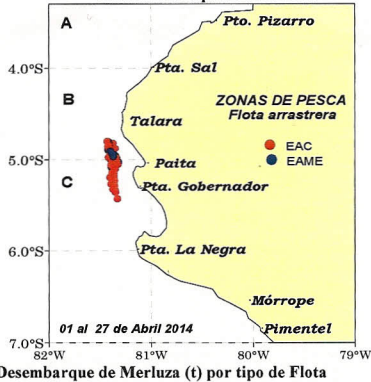 A
Pto. Pizarro
4.0°S
Pta. Sal
B
ZONAS DE PESCA
Flota arrastrera
Talara
EAC
EAME
5.0°S
Paita
C
Pta. Gobernador
6.0°S
Pta. La Negra
Mórrope
01 al 27 de Abril 2014
Pimentel
7.0°S
82°W 81°W 80°W 79°W
Desembarque de Merluza (t) por tipo de Flota